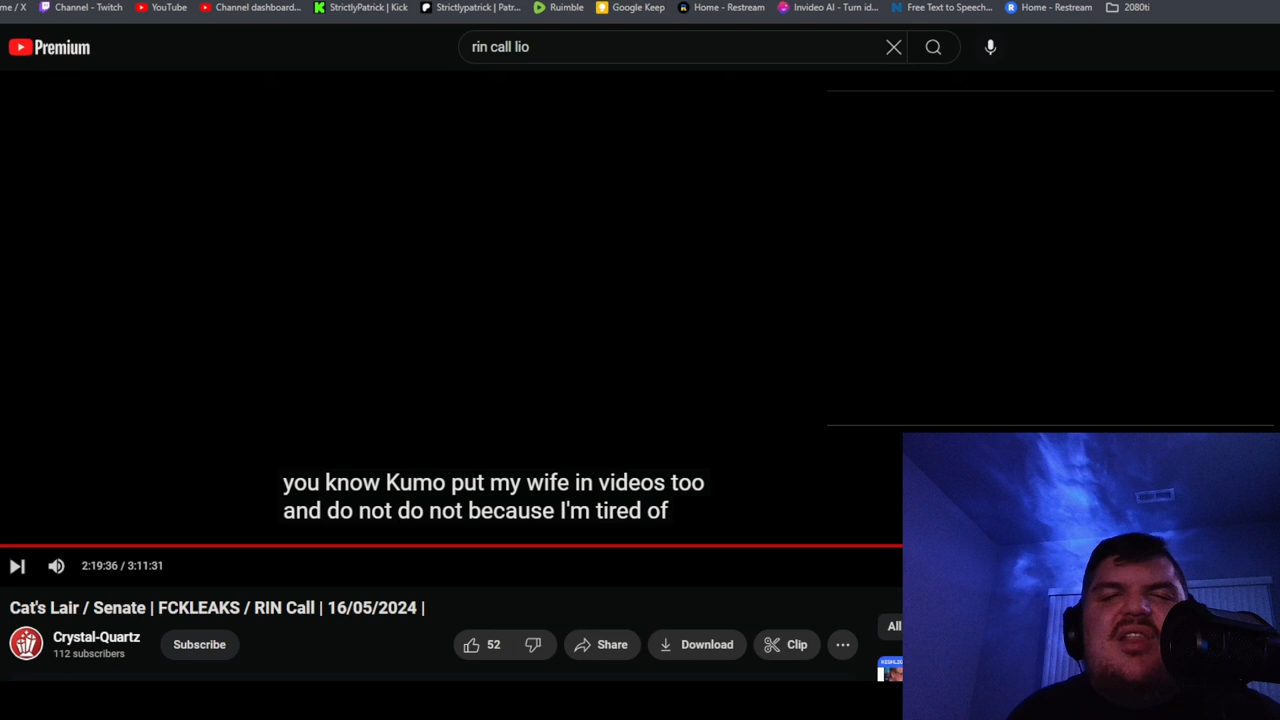 me / X Channel - Twitch YouTube Channel dashboard... StrictlyPatrick | Kick Strictlypatrick | Patr... Rumble Google Keep Home - Restream Invideo AI - Turn id... Free Text to Speech... Home - Restream 2080ti
Premium
rin call lio
you know Kumo put my wife in videos too
and do not do not because I'm tired of
2:19:36 / 3:11:31
Cat's Lair / Senate | FCKLEAKS / RIN Call | 16/05/2024 |
Crystal-Quartz
112 subscribers
Subscribe
52
Share
Download
Clip
All